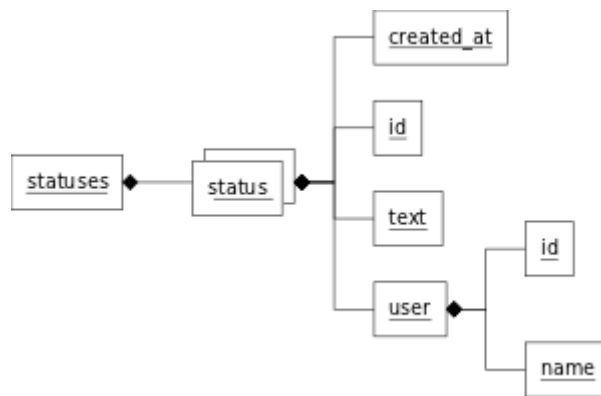 statuses
status
created_at
id
text
user
id
name